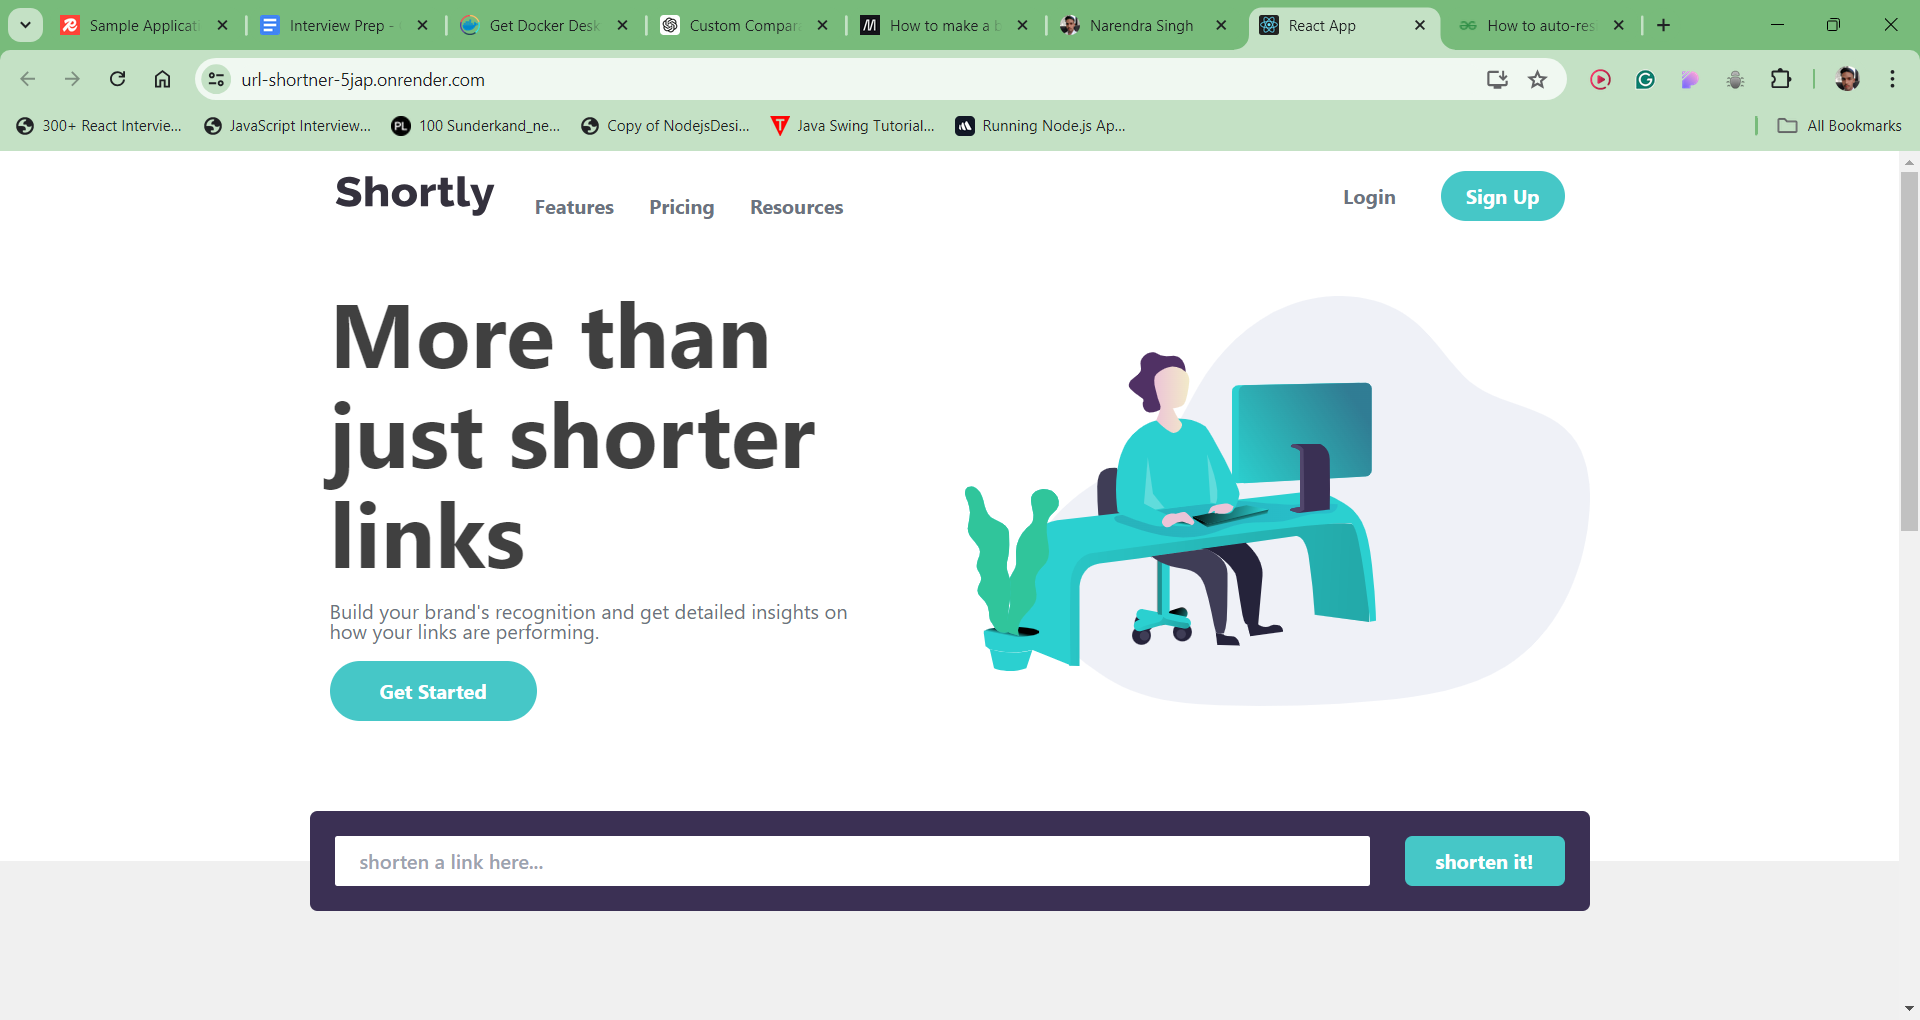 Sample Applicati
Interview Prep -
Get Docker Desk
Custom Compara
How to make a b
Narendra Singh
React App
How to auto-res
url-shortner-5jap.onrender.com
300+ React Intervie...
JavaScript Interview...
PL
100 Sunderkand_ne...
Copy of NodejsDesi...
Java Swing Tutorial...
Running Node.js Ap...
All Bookmarks
Shortly
Features
Pricing
Resources
Login
Sign Up
More than
just shorter
links
Build your brand's recognition and get detailed insights on
how your links are performing.
Get Started
shorten a link here...
shorten it!